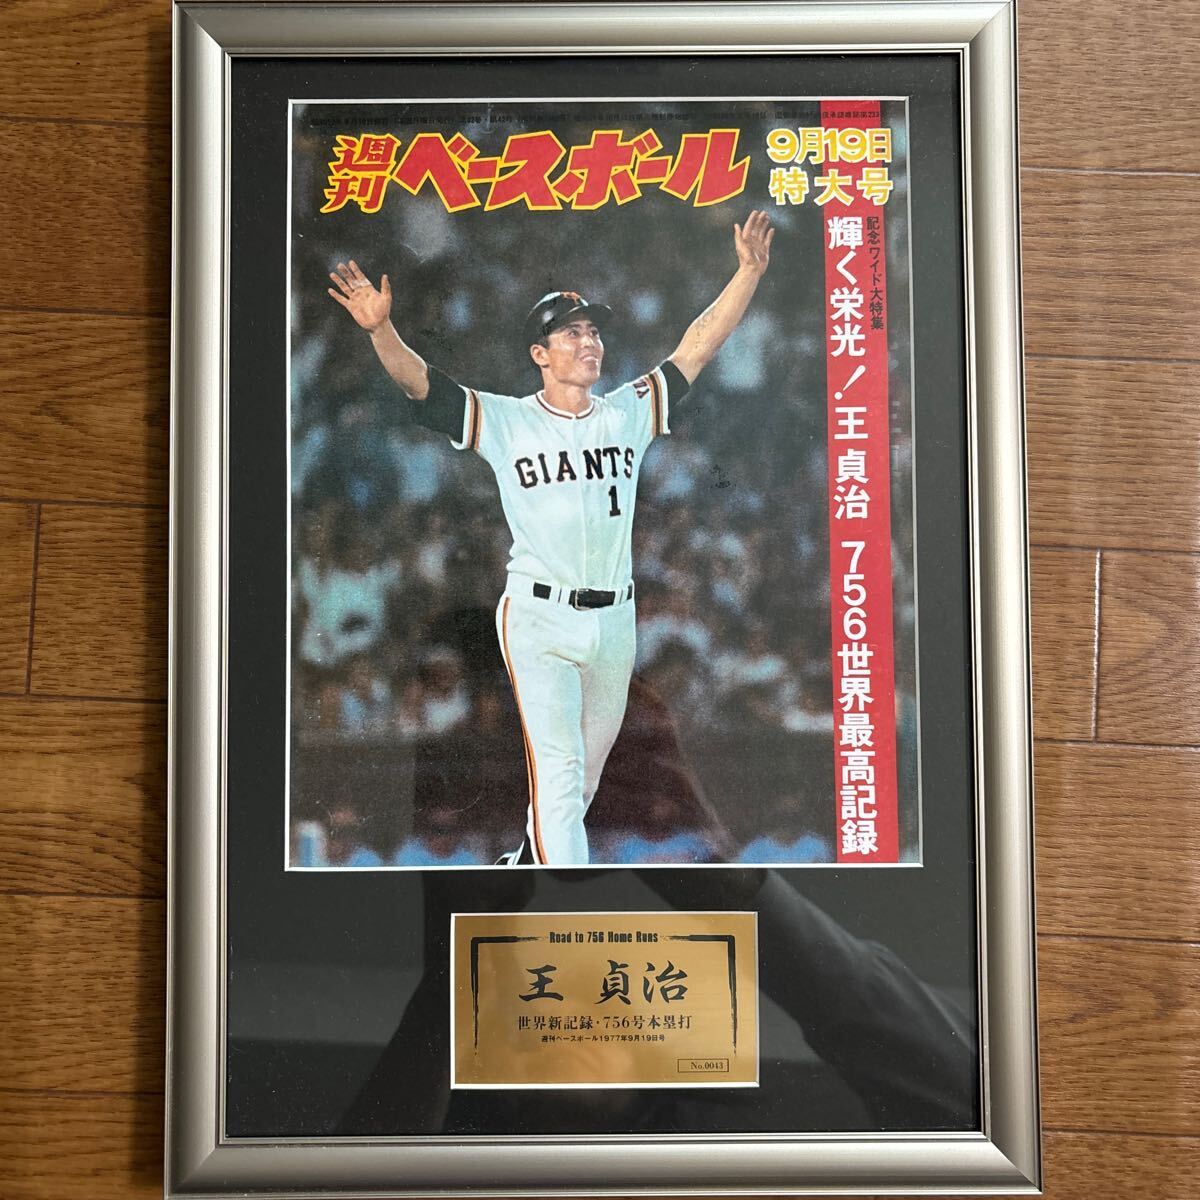 週刊ベースボール
9月19日
特大号
記念ワイド大特集
輝く栄光!王貞治 756世界最高記録
GIANTS
1
Road to 756 Home Runs
王 貞治
世界新記録・756号本塁打
週刊ベースボール1977年9月19日号
No.0043